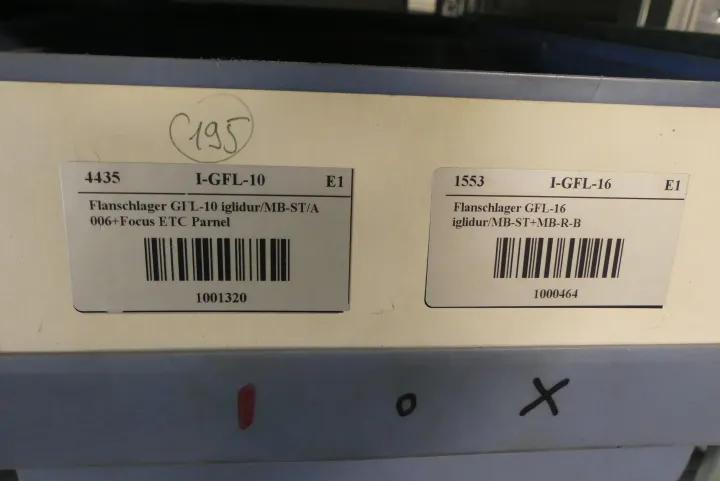 195
4435 I-GFL-10 E1
Flanschlager GFL-10 iglidur/MB-ST/A
006+Focus ETC Parnel
1001320
1553 I-GFL-16 E1
Flanschlager GFL-16
iglidur/MB-ST+MB-R-B
1000464
I o X